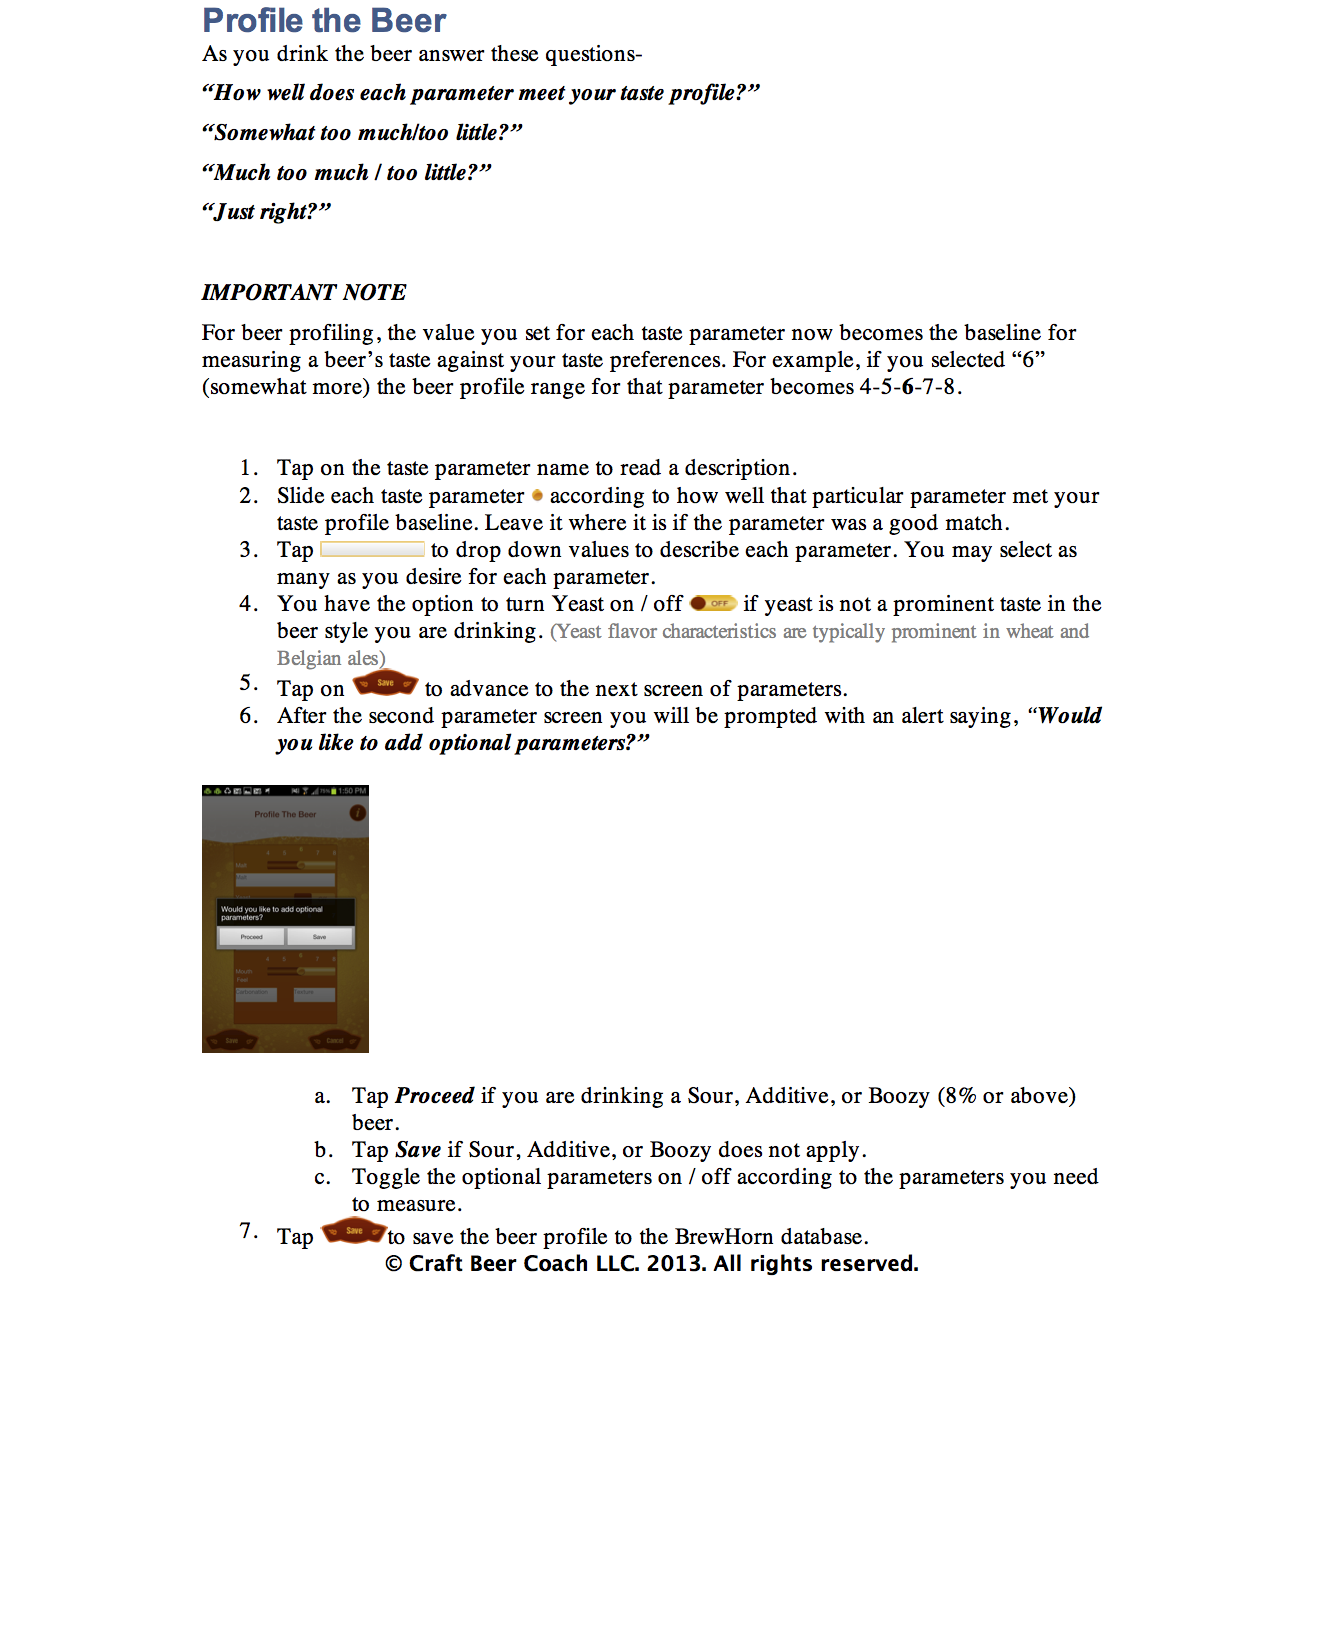 Profile the Beer
As you drink the beer answer these questions-
“How well does each parameter meet your taste profile?”
“Somewhat too much/too little?”
“Much too much / too little?”
“Just right?”
IMPORTANT NOTE
For beer profiling, the value you set for each taste parameter now becomes the baseline for
measuring a beer’s taste against your taste preferences. For example, if you selected “6”
(somewhat more) the beer profile range for that parameter becomes 4-5-6-7-8.
1. Tap on the taste parameter name to read a description.
2. Slide each taste parameter according to how well that particular parameter met your
taste profile baseline. Leave it where it is if the parameter was a good match.
3. Tap to drop down values to describe each parameter. You may select as
many as you desire for each parameter.
4. You have the option to turn Yeast on / off OFF if yeast is not a prominent taste in the
beer style you are drinking. (Yeast flavor characteristics are typically prominent in wheat and
Belgian ales)
5. Tap on Save to advance to the next screen of parameters.
6. After the second parameter screen you will be prompted with an alert saying, “Would
you like to add optional parameters?”
1:50 PM
Profile The Beer
4 5 6 7 8
Malt
Malt
Would you like to add optional
parameters?
Proceed Save
4 5 6 7 8
Mouth
Feel
Carbonation Texture
Save Cancel
a. Tap Proceed if you are drinking a Sour, Additive, or Boozy (8% or above)
beer.
b. Tap Save if Sour, Additive, or Boozy does not apply.
c. Toggle the optional parameters on / off according to the parameters you need
to measure.
7. Tap Save to save the beer profile to the BrewHorn database.
© Craft Beer Coach LLC. 2013. All rights reserved.